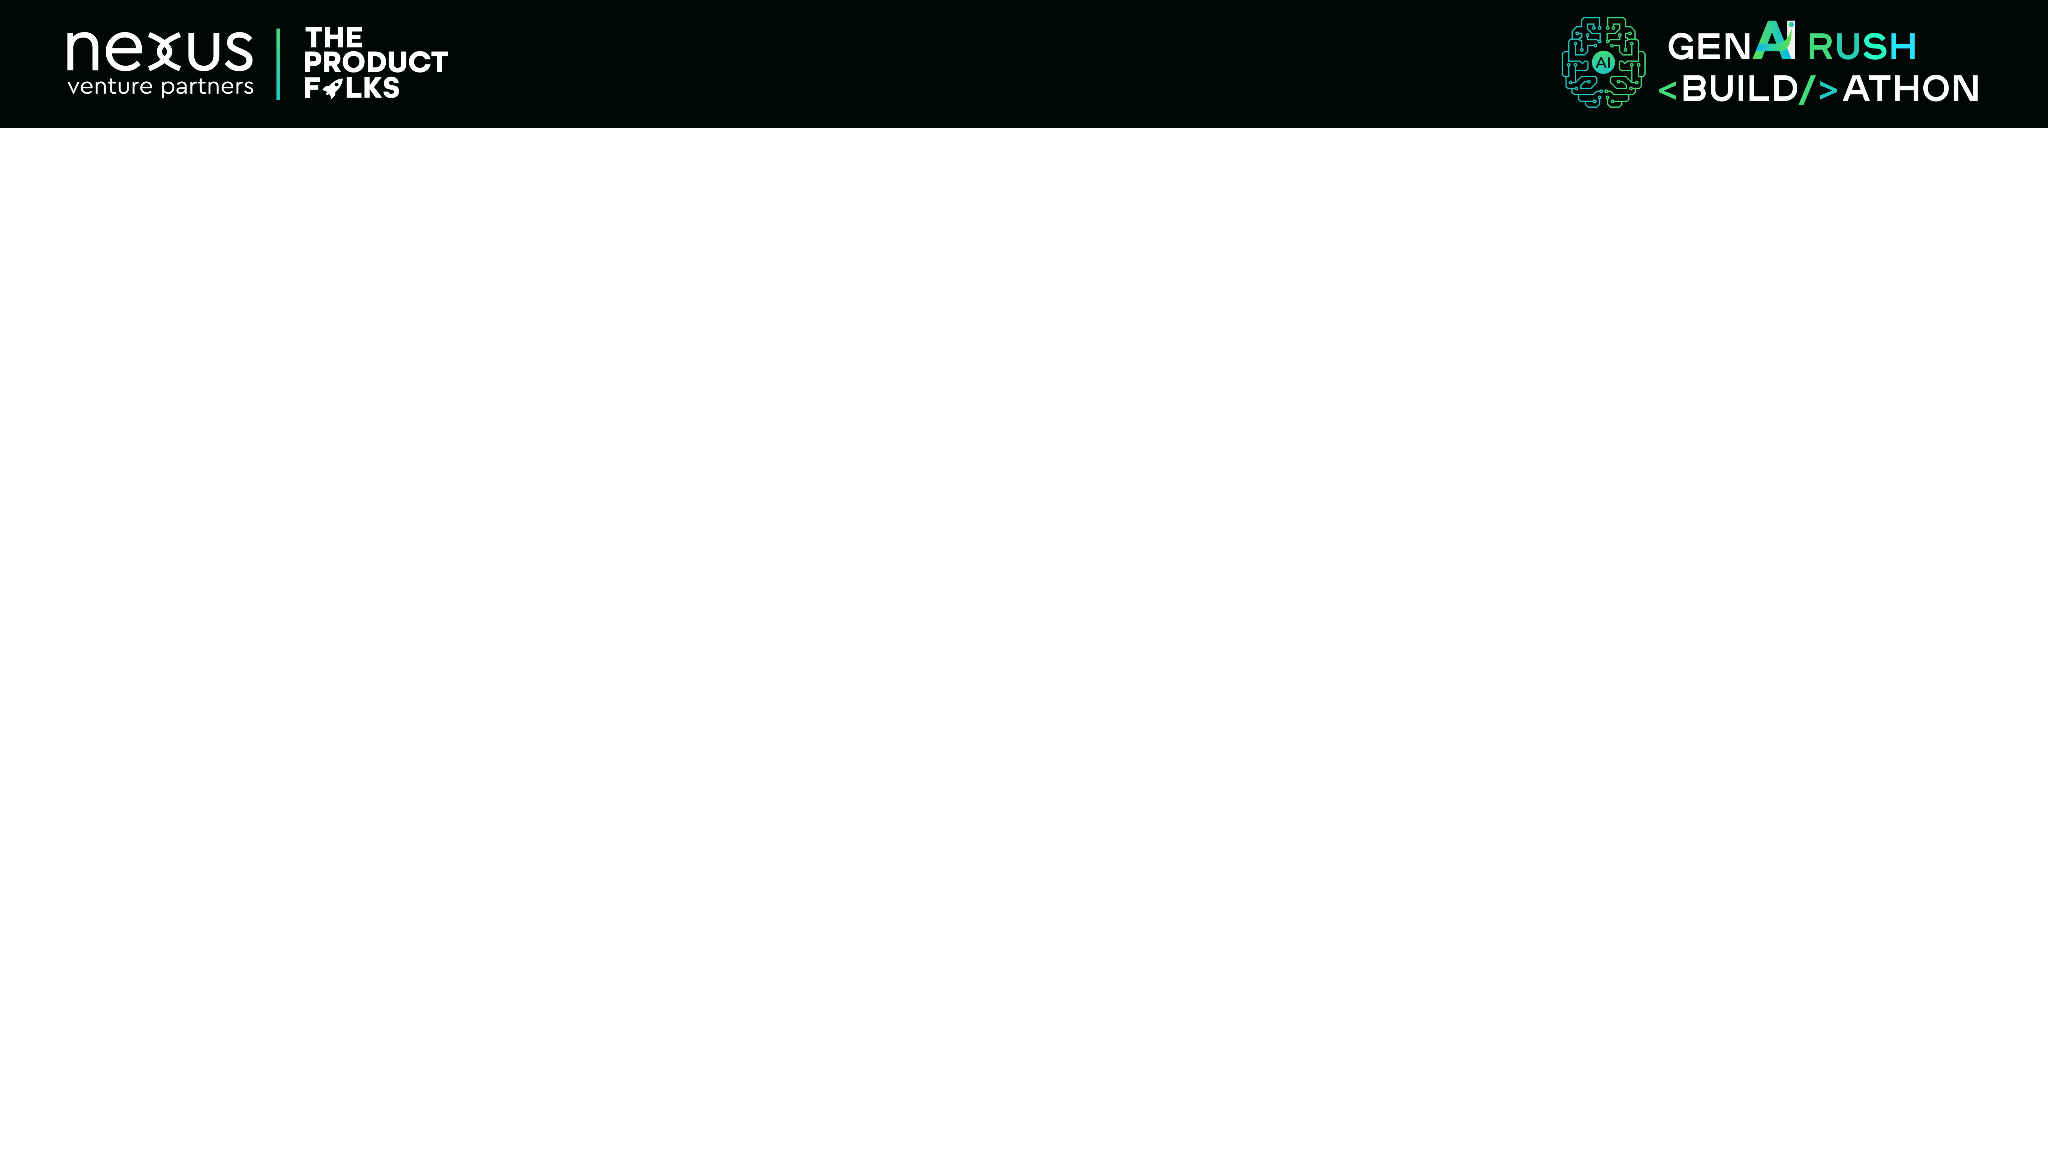 nexus
venture partners
THE
PRODUCT
FOLKS
AI
GENAI RUSH
<BUILD/>ATHON